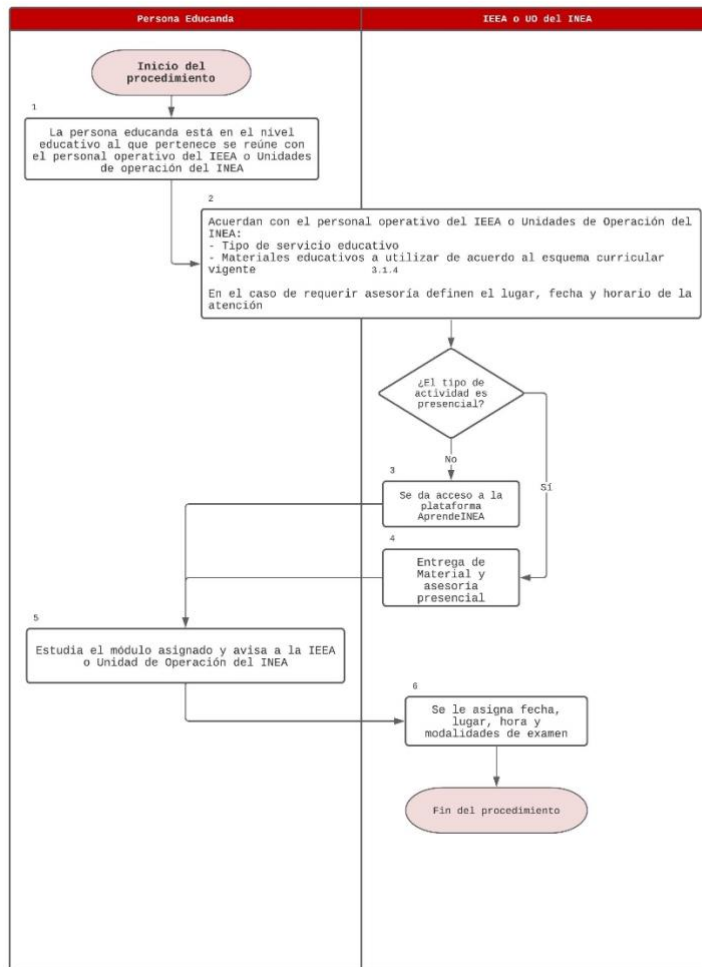 Persona Educanda
IEEA o UO del INEA
Inicio del
procedimiento
1
La persona educanda está en el nivel
educativo al que pertenece se reúne con
el personal operativo del IEEA o Unidades
de operación del INEA
2
Acuerdan con el personal operativo del IEEA o Unidades de Operación del
INEA:
- Tipo de servicio educativo
- Materiales educativos a utilizar de acuerdo al esquema curricular
vigente 3.1.4
En el caso de requerir asesoría definen el lugar, fecha y horario de la
atención
¿El tipo de
actividad es
presencial?
No
Sí
3
Se da acceso a la
plataforma
AprendeINEA
4
Entrega de
Material y
asesoría
presencial
5
Estudia el módulo asignado y avisa a la IEEA
o Unidad de Operación del INEA
6
Se le asigna fecha,
lugar, hora y
modalidades de examen
Fin del procedimiento